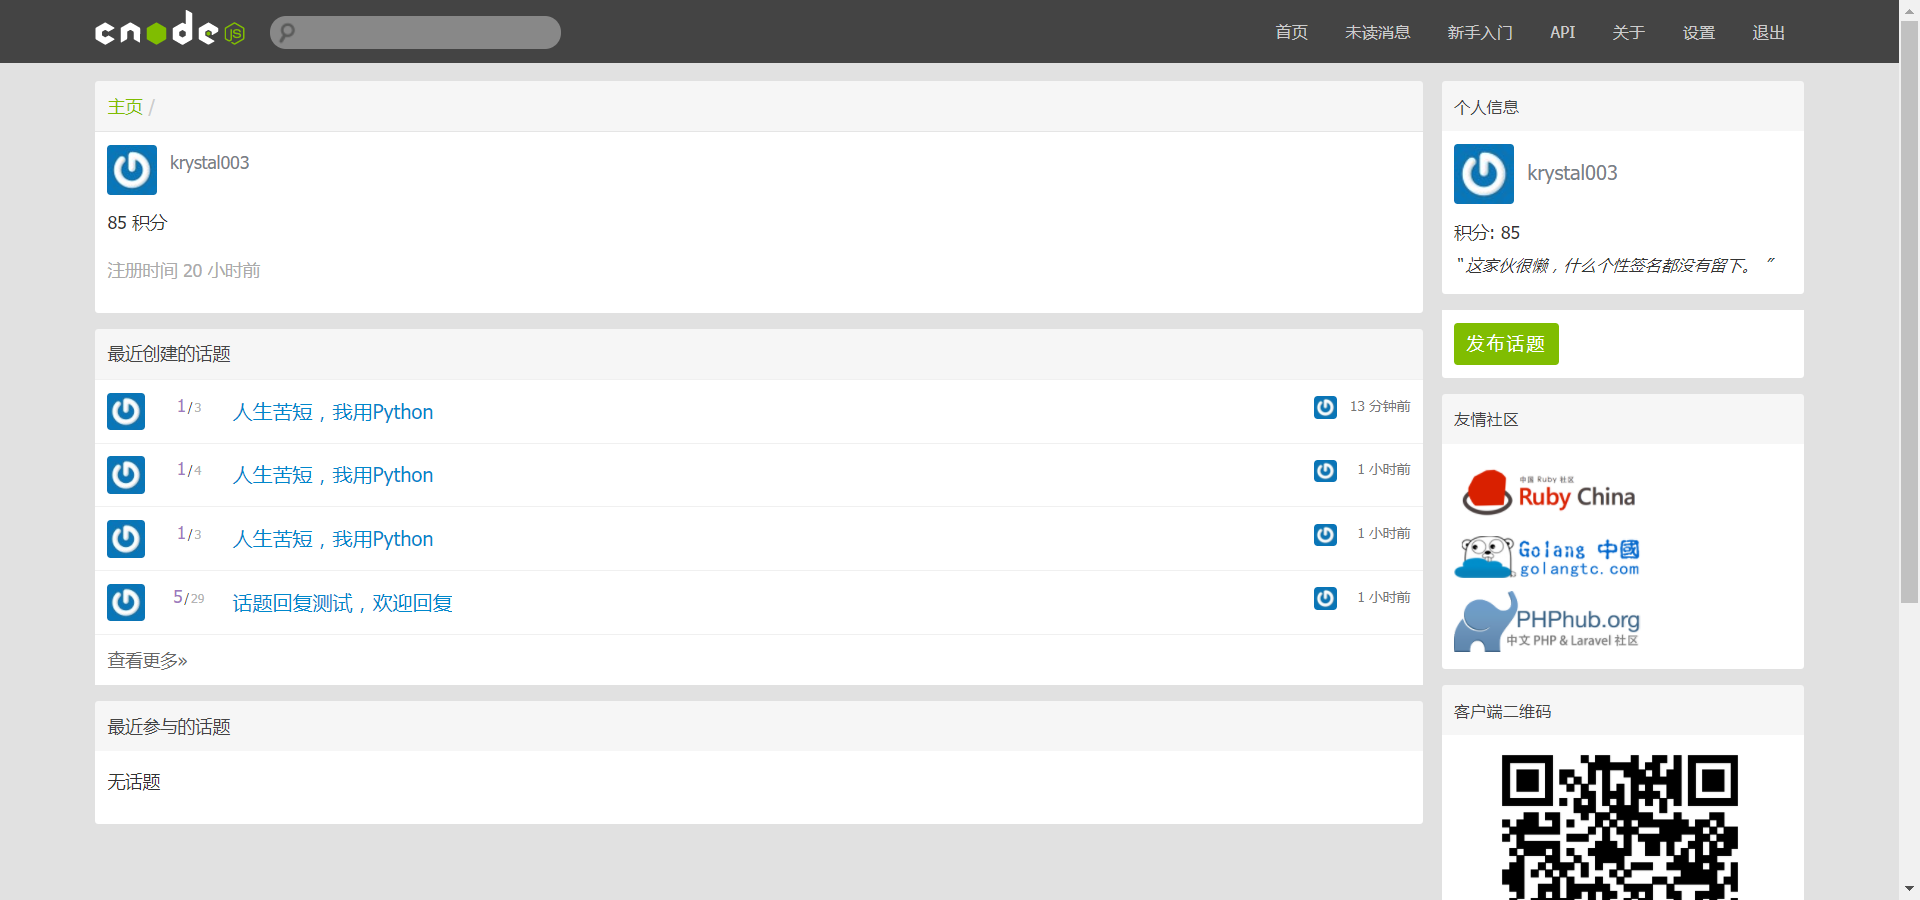 cnode JS
首页 未读消息 新手入门 API 关于 设置 退出
主页 /
krystal003
85 积分
注册时间 20 小时前
最近创建的话题
1/3 人生苦短，我用Python 13 分钟前
1/4 人生苦短，我用Python 1 小时前
1/3 人生苦短，我用Python 1 小时前
5/29 话题回复测试，欢迎回复 1 小时前
查看更多»
最近参与的话题
无话题
个人信息
krystal003
积分: 85
“ 这家伙很懒，什么个性签名都没有留下。 ”
发布话题
友情社区
中国 Ruby 社区
Ruby China
Golang 中國
golangtc.com
PHPhub.org
中文 PHP & Laravel 社区
客户端二维码